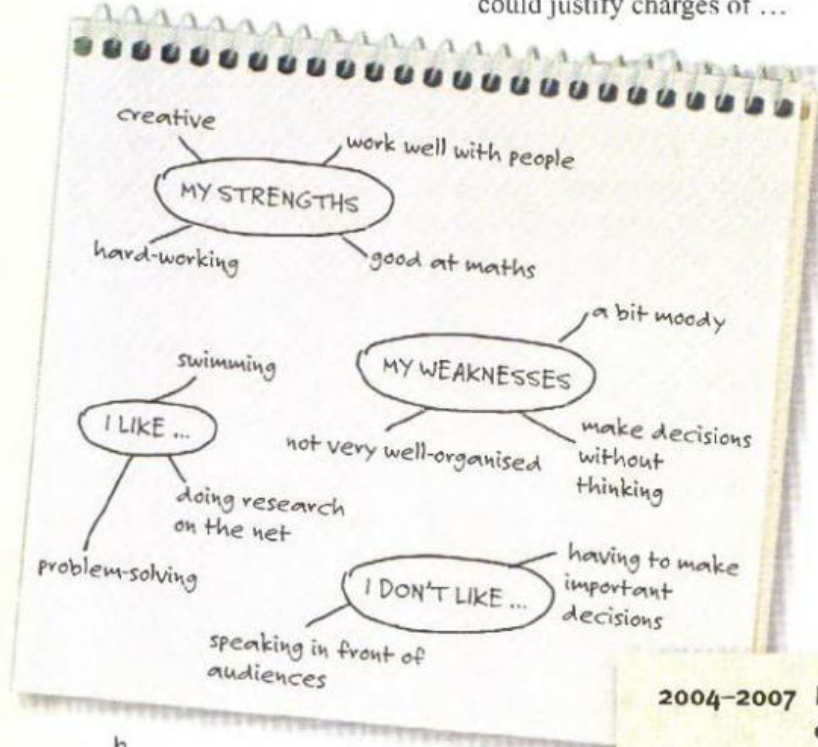 could justify charges of ...
creative
work well with people
MY STRENGTHS
hard-working
good at maths
a bit moody
MY WEAKNESSES
not very well-organised
make decisions
without
thinking
swimming
I LIKE ...
doing research
on the net
problem-solving
having to make
important
decisions
I DON'T LIKE ...
speaking in front of
audiences
2004–2007